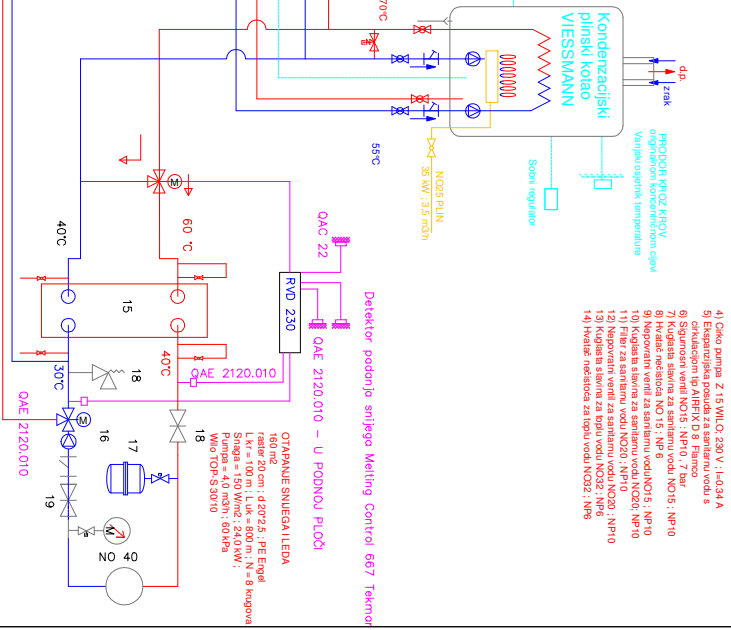 70°C
Kondenzacijski
plinski kotao
VIESSMANN
d.p.
zrak
PRODOR KROZ KROV
originalnom koncentričnom cijevi
Vanjski osjetnik temperature
Sobni regulator
NO25 PLIN
35 kW ; 3,5 m3/h
55°C
4) Cirko pumpa Z 15 WILO; 230 V ; I=0,34 A
5) Ekspanzijska posuda za sanitarnu vodu s
cirkulacijom tip AIRFIX D 8 Flamco
6) Sigurnosni ventil NO15 ; NP10 , 7 bar
7) Kuglasta slavina za sanitarnu vodu NO15 ; NP10
8) Hvatač nečistoća NO 15 ; NP 6
9) Nepovratni ventil za sanitarnu voduNO15 ; NP10
10) Kuglasta slavina za sanitarnu vodu NO20; NP10
11) Filter za sanitarnu vodu NO20 ; NP10
12) Nepovratni ventil za sanitarnu vodu NO20 ; NP10
13) Kuglasta slavina za toplu vodu NO32 ; NP6
14) Hvatač nečistoća za toplu vodu NO32 ; NP6
M
60 °C
40°C
QAC 22
RVD 230
QAE 2120.010 – U PODNOJ PLOČI
Detektor padanja snijega Melting Control 667 Tekmar
15
40°C
30°C
QAE 2120.010
18
M
QAE 2120.010
16
17
18
19
M
NO 40
OTAPANJE SNIJEGA I LEDA
160 m2
raster 20 cm ; d 20*2,5 ; PE Engel
L kr = 100 m ; L uk = 800 m ; N = 8 krugova
Snaga = 150 W/m2 ; 24,0 kW ;
Pumpa = 4,0 m3/h ; 60 kPa
Wilo TOP-S 30/10